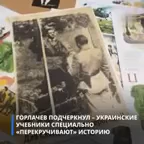 ГОРЛАЧЕВ ПОДЧЕРКНУЛ – УКРАИНСКИЕ
УЧЕБНИКИ СПЕЦИАЛЬНО
«ПЕРЕКРУЧИВАЮТ» ИСТОРИЮ